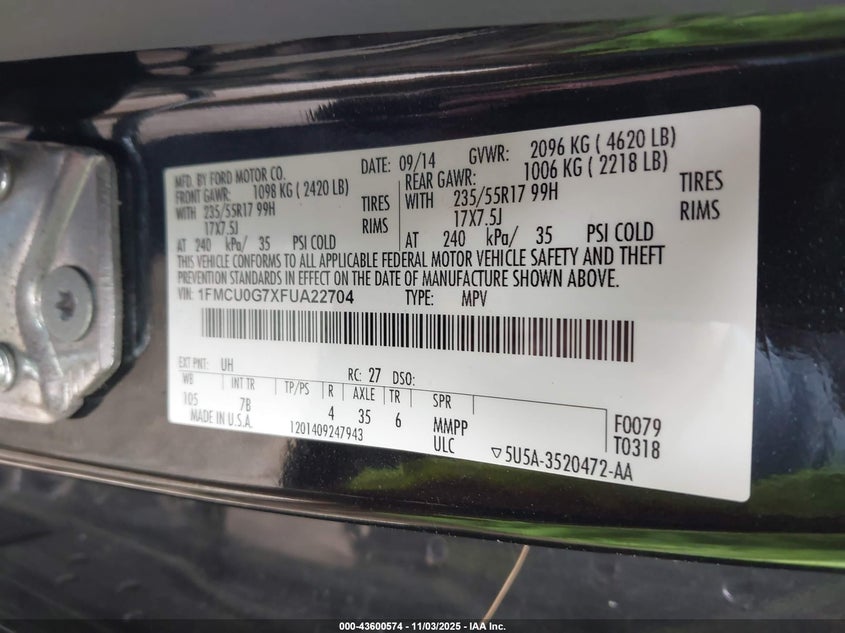 MFD. BY FORD MOTOR CO.
DATE: 09/14 GVWR: 2096 KG ( 4620 LB)
FRONT GAWR: 1098 KG ( 2420 LB) REAR GAWR: 1006 KG ( 2218 LB)
WITH 235/55R17 99H TIRES WITH 235/55R17 99H TIRES
17X7.5J RIMS 17X7.5J RIMS
AT 240 kPa/ 35 PSI COLD AT 240 kPa/ 35 PSI COLD
THIS VEHICLE CONFORMS TO ALL APPLICABLE FEDERAL MOTOR VEHICLE SAFETY AND THEFT
PREVENTION STANDARDS IN EFFECT ON THE DATE OF MANUFACTURE SHOWN ABOVE.
VIN: 1FMCU0G7XFUA22704 TYPE: MPV
EXT PNT: UH RC: 27 DSO:
WB INT TR TP/PS R AXLE TR SPR
105 7B 4 35 6 MMPP F0079
MADE IN U.S.A. 1201409247943 ULC ▽5U5A-3520472-AA T0318
000-43600574 - 11/03/2025 - IAA Inc.